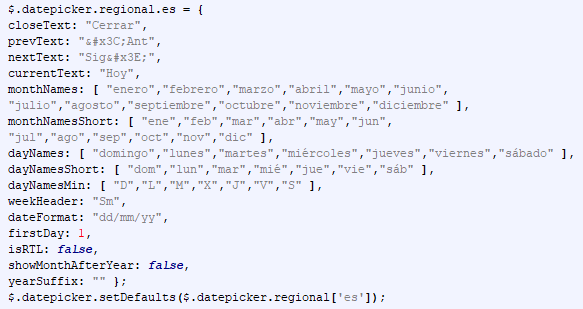 $.datepicker.regional.es = {
closeText: "Cerrar",
prevText: "&#x3C;Ant",
nextText: "Sig&#x3E;",
currentText: "Hoy",
monthNames: [ "enero","febrero","marzo","abril","mayo","junio",
"julio","agosto","septiembre","octubre","noviembre","diciembre" ],
monthNamesShort: [ "ene","feb","mar","abr","may","jun",
"jul","ago","sep","oct","nov","dic" ],
dayNames: [ "domingo","lunes","martes","miércoles","jueves","viernes","sábado" ],
dayNamesShort: [ "dom","lun","mar","mié","jue","vie","sáb" ],
dayNamesMin: [ "D","L","M","X","J","V","S" ],
weekHeader: "Sm",
dateFormat: "dd/mm/yy",
firstDay: 1,
isRTL: false,
showMonthAfterYear: false,
yearSuffix: "" };
$.datepicker.setDefaults($.datepicker.regional['es']);